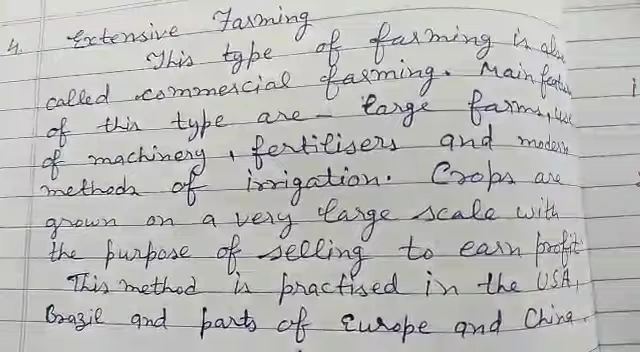 4. Extensive Farming
This type of farming is also
called commercial farming. Main features
of this type are - large farms, use
of machinery, fertilisers and modern
methods of irrigation. Crops are
grown on a very large scale with
the purpose of selling to earn profit
This method is practised in the USA,
Brazil and parts of Europe and China.